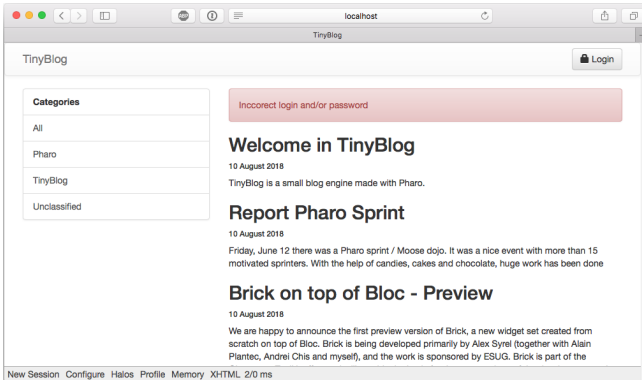 localhost
TinyBlog
TinyBlog
Login
Categories
All
Pharo
TinyBlog
Unclassified
Inccorect login and/or password
Welcome in TinyBlog
10 August 2018
TinyBlog is a small blog engine made with Pharo.
Report Pharo Sprint
10 August 2018
Friday, June 12 there was a Pharo sprint / Moose dojo. It was a nice event with more than 15
motivated sprinters. With the help of candies, cakes and chocolate, huge work has been done
Brick on top of Bloc - Preview
10 August 2018
We are happy to announce the first preview version of Brick, a new widget set created from
scratch on top of Bloc. Brick is being developed primarily by Alex Syrel (together with Alain
Plantec, Andrei Chis and myself), and the work is sponsored by ESUG. Brick is part of the
New Session Configure Halos Profile Memory XHTML 2/0 ms